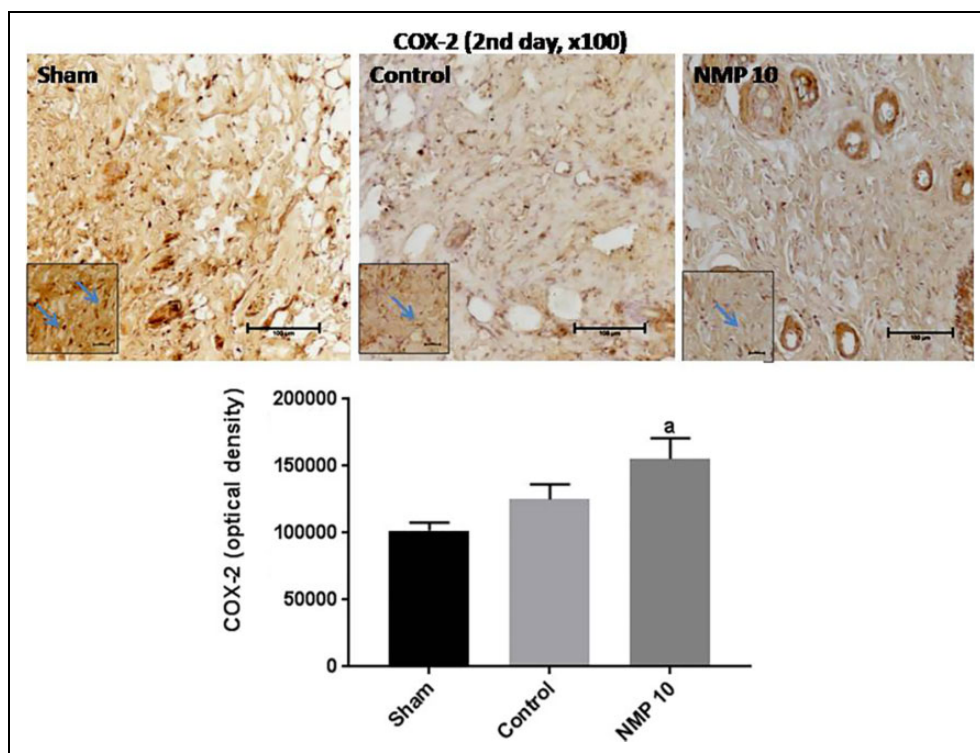 COX-2 (2nd day, x100)
Sham
Control
NMP 10
100 µm
100 µm
100 µm
COX-2 (optical density)
200000
150000
100000
50000
0
a
Sham
Control
NMP 10